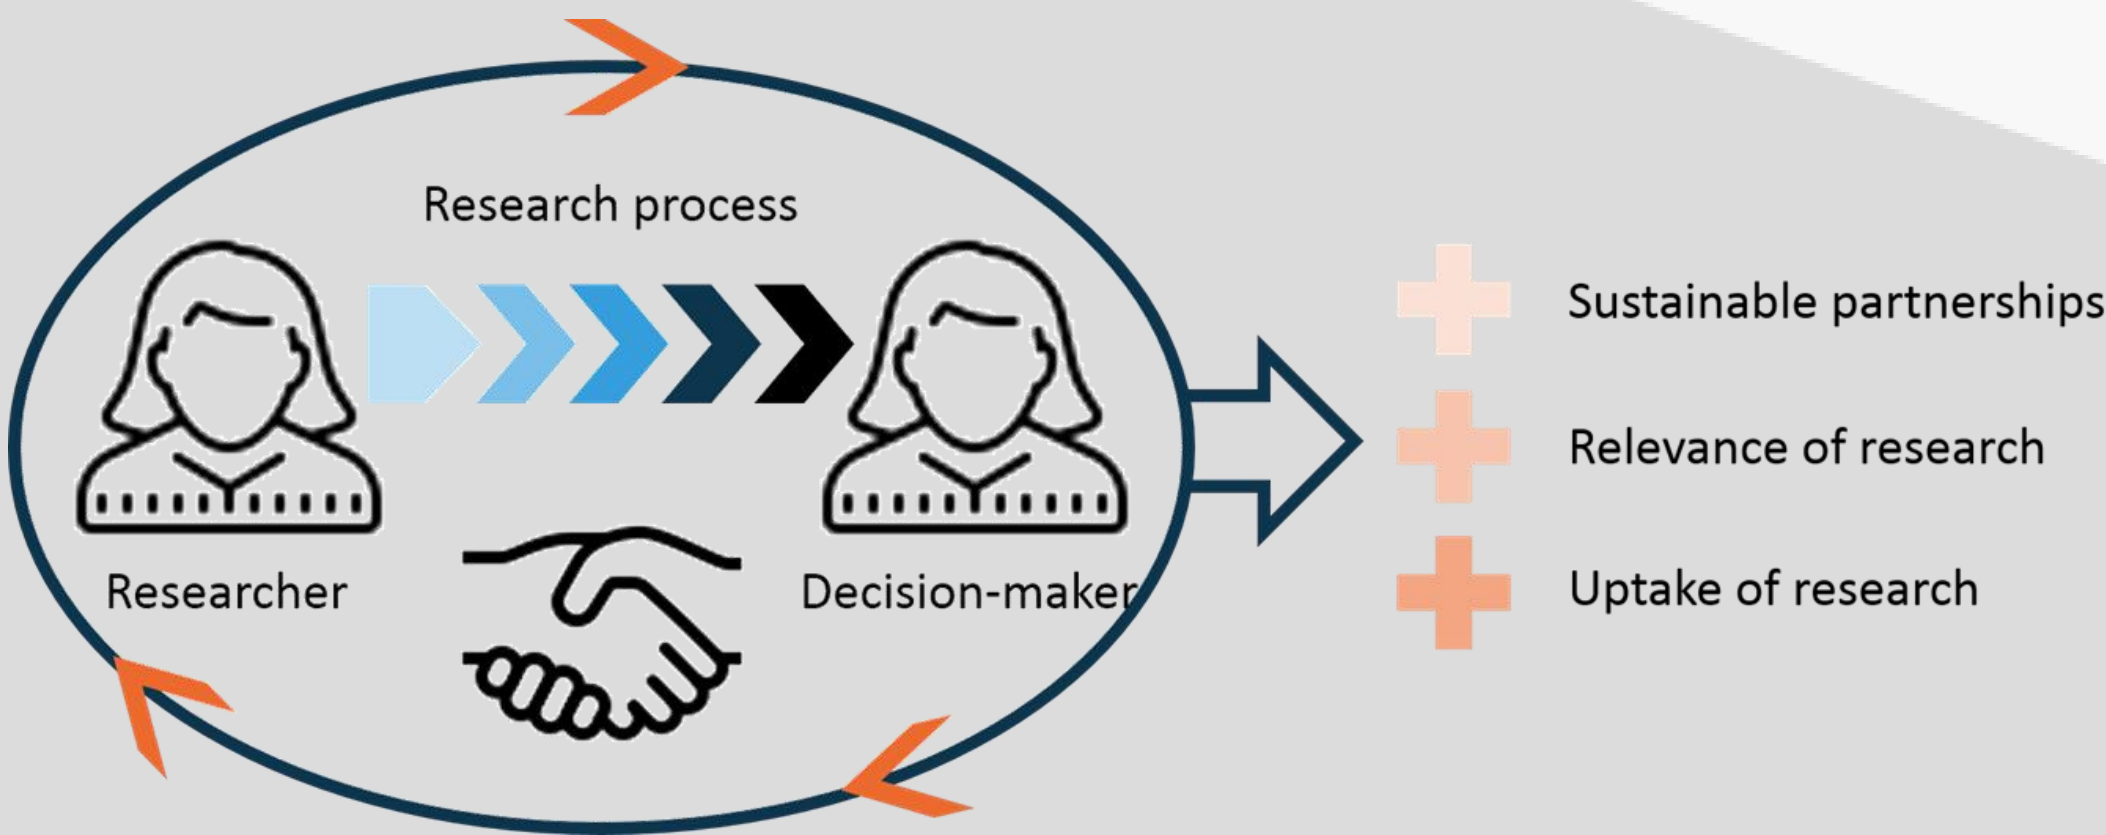 Research process
Researcher
Decision-maker
Sustainable partnerships
Relevance of research
Uptake of research